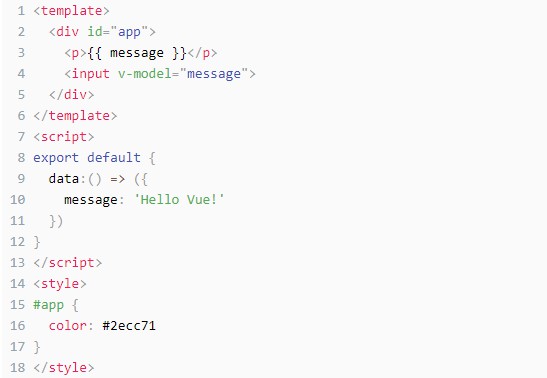 1 <template>
2   <div id="app">
3     <p>{{ message }}</p>
4     <input v-model="message">
5   </div>
6 </template>
7 <script>
8 export default {
9   data:() => ({
10     message: 'Hello Vue!'
11   })
12 }
13 </script>
14 <style>
15 #app {
16   color: #2ecc71
17 }
18 </style>